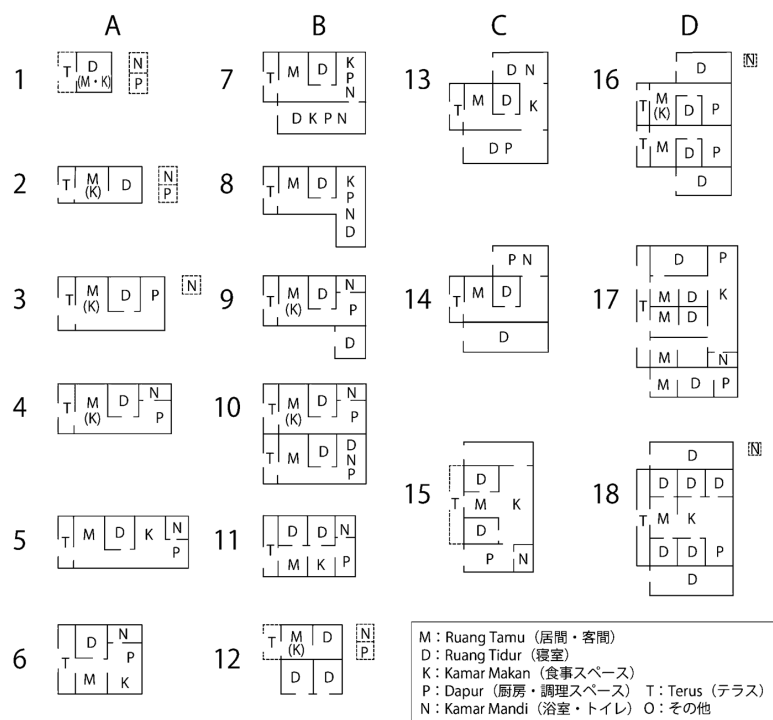 A
B
C
D
1
T D N
(M・K) P
2
T M D N
(K) P
3
T M D P N
(K)
4
T M D N
(K) P
5
T M D K N
P
6
D N
T P
M K
7
T M D K
P
N
D K P N
8
T M D K
P
N
D
9
T M D N
(K) P
D
10
T M D N
(K) P
T M D D
N
P
11
D D N
T
M K P
12
T M D N
(K) P
D D
13
D N
T M D K
D P
14
P N
T M D
D
15
D
T M K
D
P N
16
D N
T M D P
(K)
T M D P
D
17
D P
M D K
T M D
M N
M D P
18
D N
D D D
T M K
D D P
D
M：Ruang Tamu（居間・客間）
D：Ruang Tidur（寝室）
K：Kamar Makan（食事スペース）
P：Dapur（厨房・調理スペース） T：Terus（テラス）
N：Kamar Mandi（浴室・トイレ） O：その他